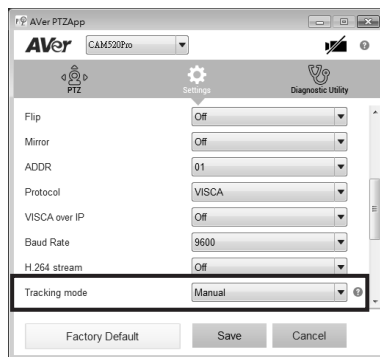 AVer PTZApp
AVer CAM520Pro
PTZ Settings Diagnostic Utility
Flip Off
Mirror Off
ADDR 01
Protocol VISCA
VISCA over IP Off
Baud Rate 9600
H.264 stream Off
Tracking mode Manual
Factory Default Save Cancel